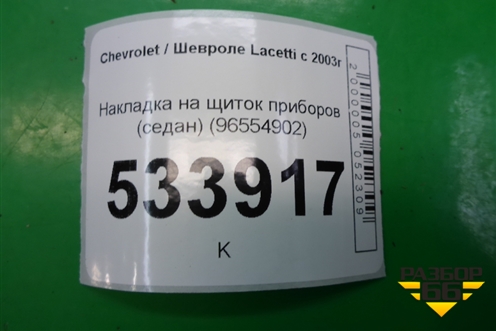 Chevrolet / Шевроле Lacetti с 2003г
Накладка на щиток приборов
(седан) (96554902)
533917
K
2000005052309
РАЗБОР
66